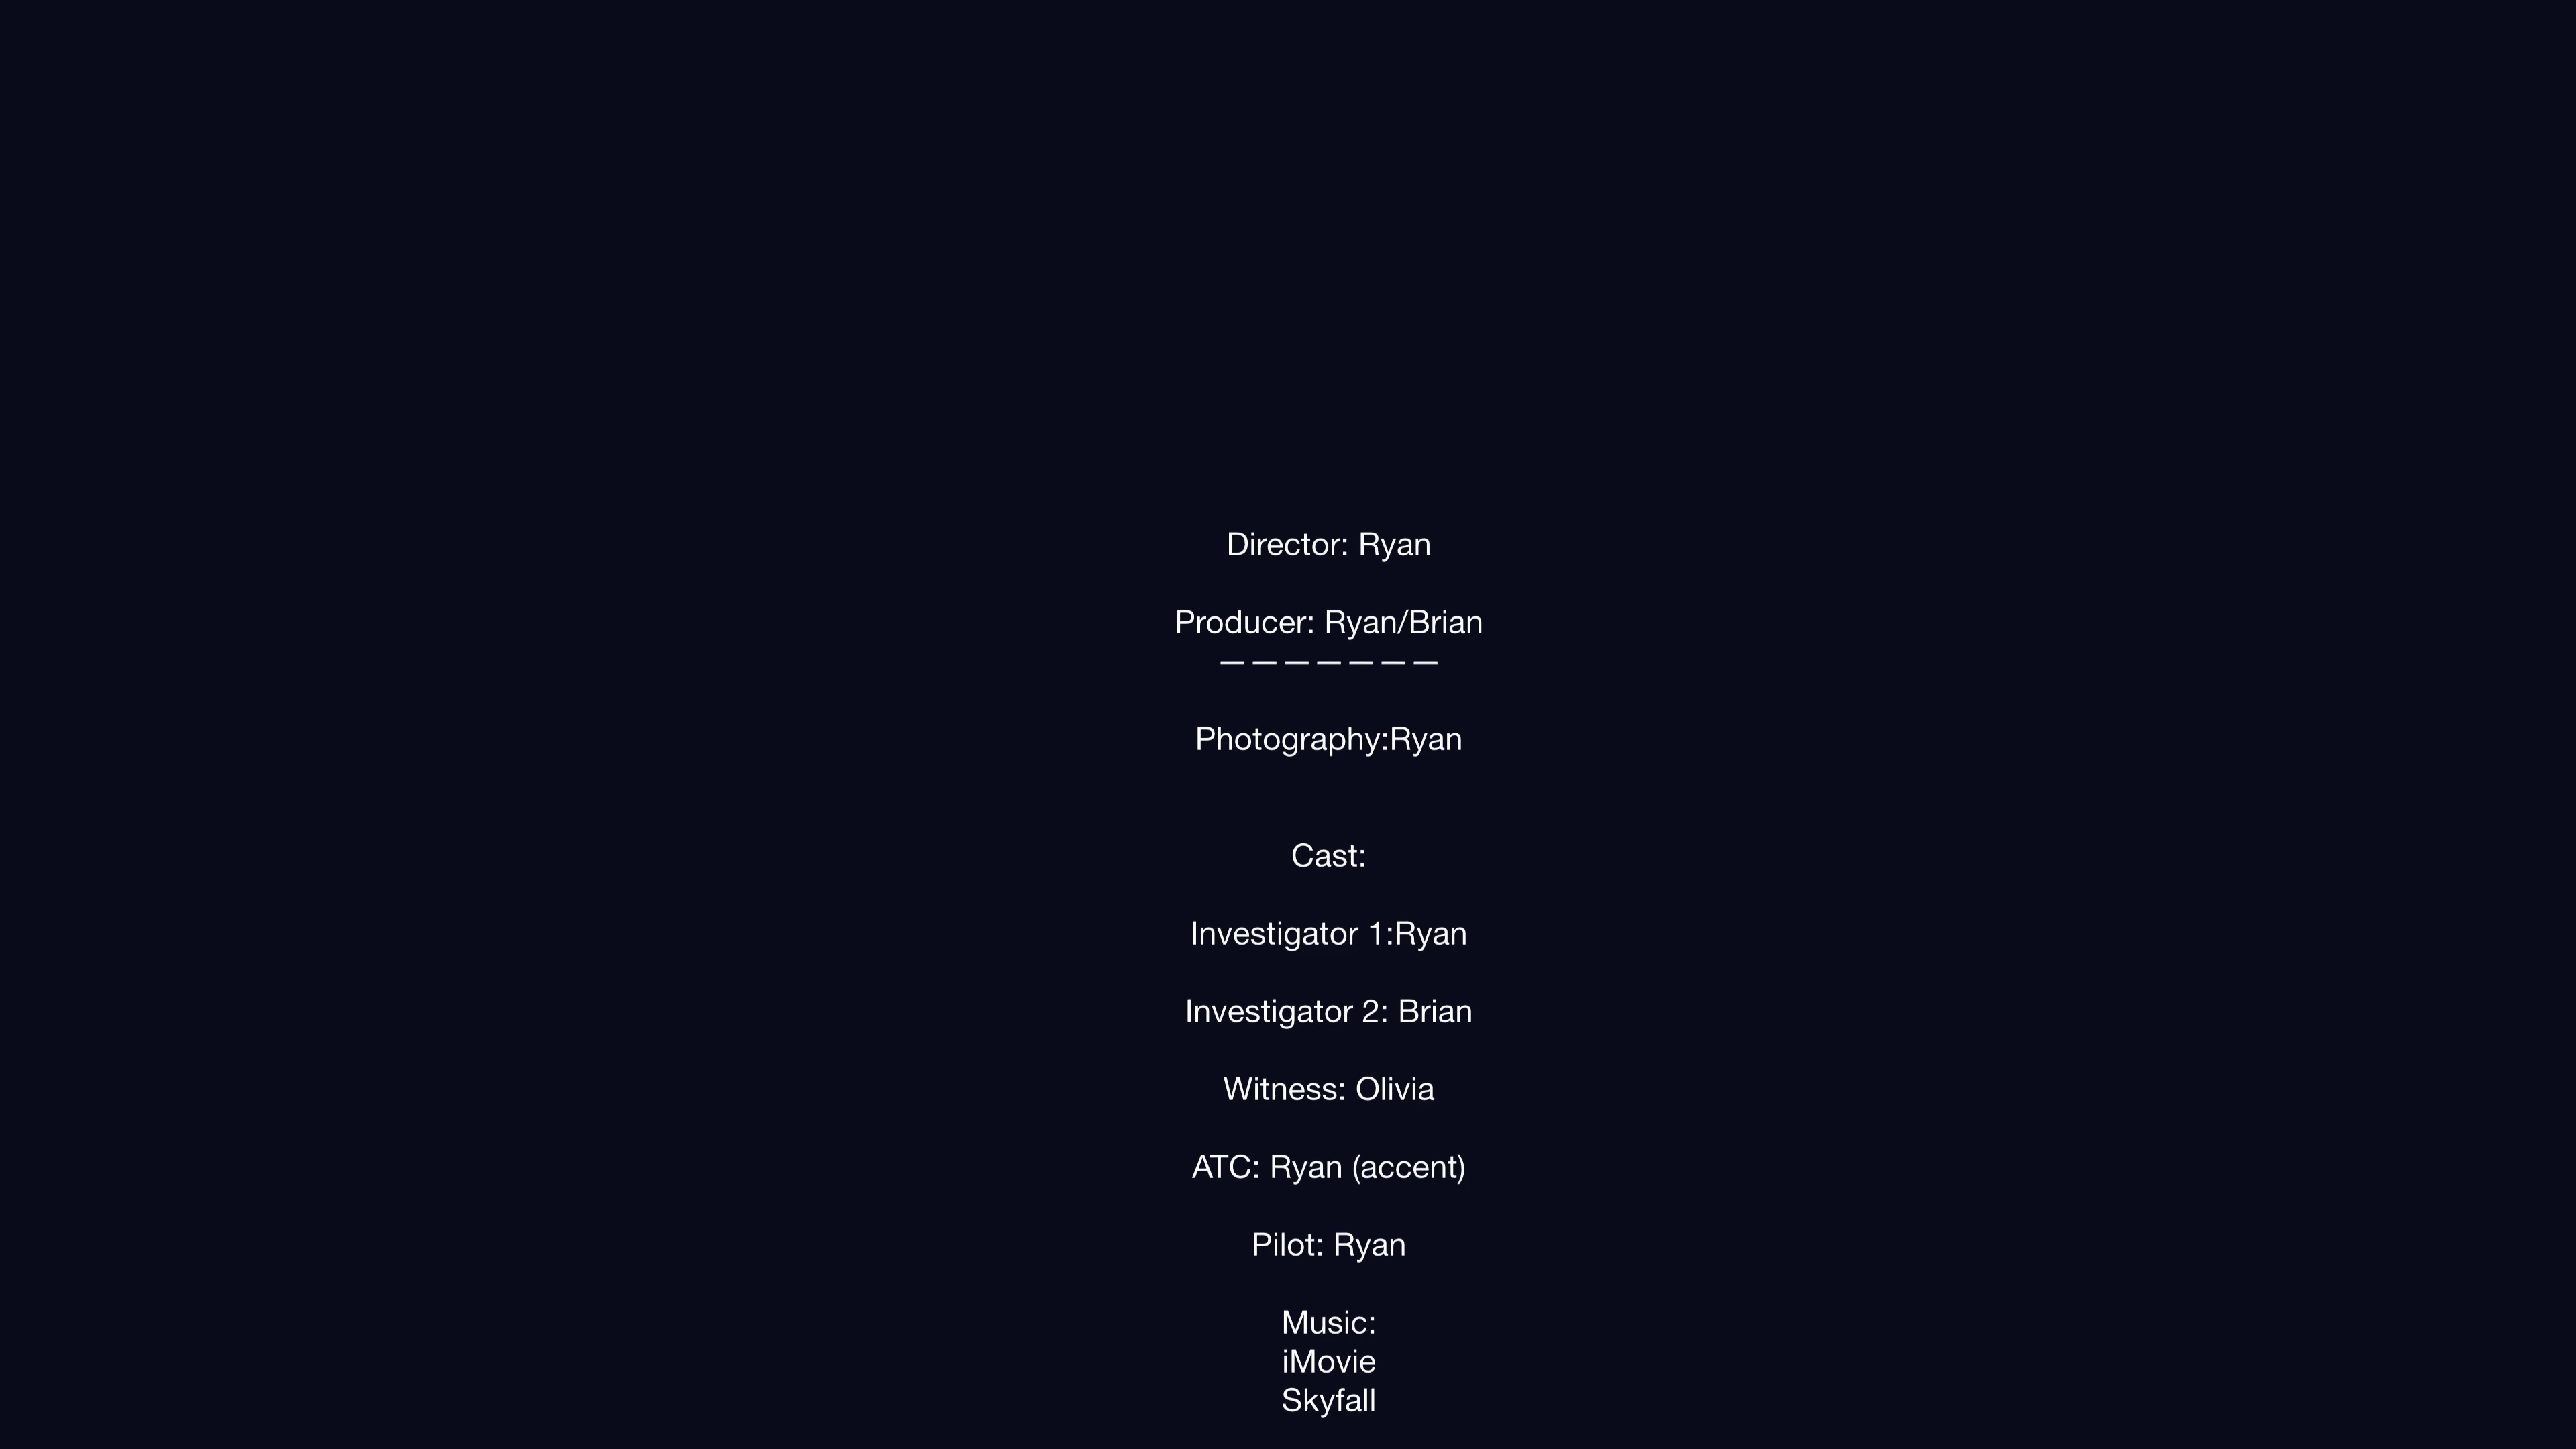 Director: Ryan
Producer: Ryan/Brian
— — — — — — —
Photography:Ryan
Cast:
Investigator 1:Ryan
Investigator 2: Brian
Witness: Olivia
ATC: Ryan (accent)
Pilot: Ryan
Music:
iMovie
Skyfall